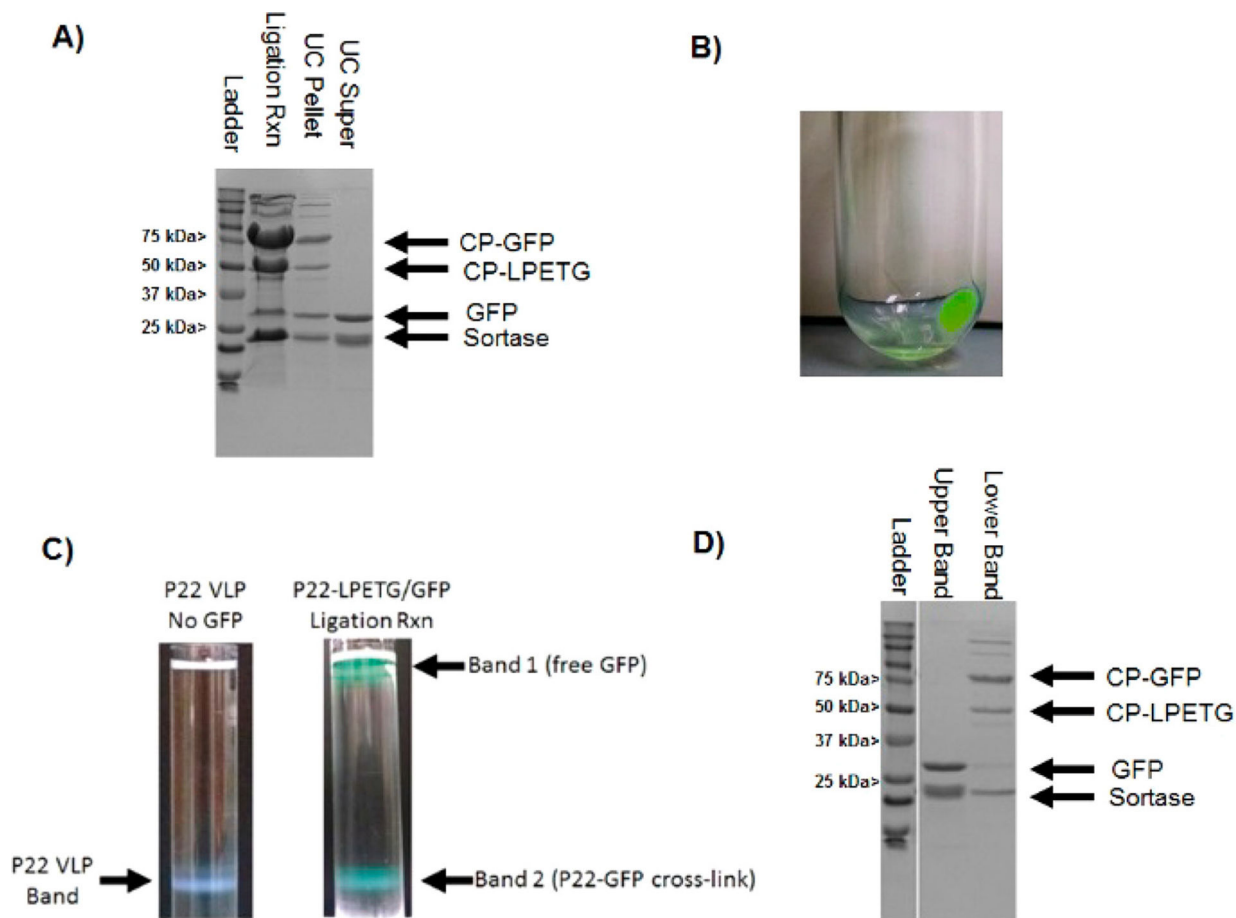 A)
Ladder
Ligation Rxn
UC Pellet
UC Super
75 kDa>
50 kDa>
37 kDa>
25 kDa>
CP-GFP
CP-LPETG
GFP
Sortase
B)
C)
P22 VLP
No GFP
P22-LPETG/GFP
Ligation Rxn
Band 1 (free GFP)
P22 VLP
Band
Band 2 (P22-GFP cross-link)
D)
Ladder
Upper Band
Lower Band
75 kDa>
50 kDa>
37 kDa>
25 kDa>
CP-GFP
CP-LPETG
GFP
Sortase